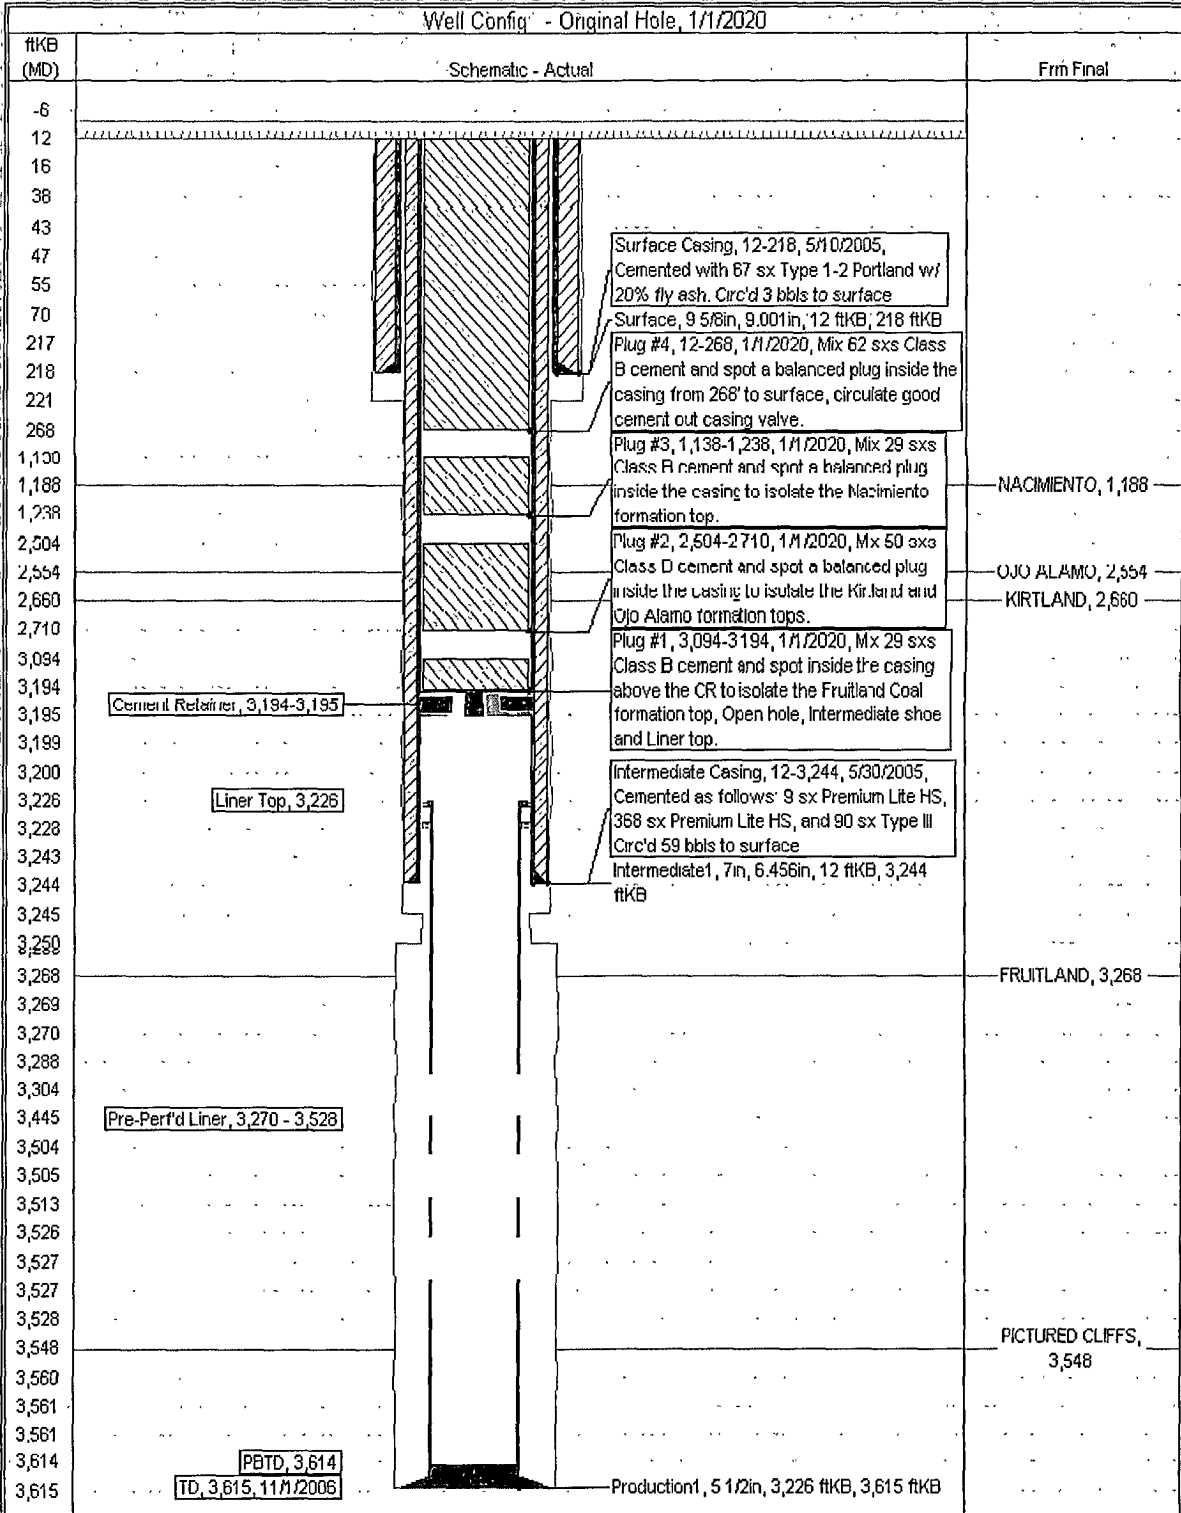 Well Config - Original Hole, 1/1/2020
ftKB
(MD)
Schematic - Actual
Frm Final
-6
12
16
38
43
47
55
70
217
218
221
268
1,188
1,238
2,554
2,660
2,710
3,094
3,194
3,195
3,199
3,200
3,226
3,228
3,243
3,244
3,245
3,250
3,268
3,269
3,270
3,288
3,304
3,445
3,504
3,505
3,513
3,526
3,527
3,527
3,528
3,548
3,560
3,561
3,561
3,614
3,615
Surface Casing, 12-218, 5/10/2005,
Cemented with 67 sx Type 1-2 Portland w/
20% fly ash. Circ'd 3 bbls to surface
Surface, 9 5/8in, 9.001in, 12 ftKB, 218 ftKB
Plug #4, 12-268, 1/1/2020, Mix 62 sxs Class
B cement and spot a balanced plug inside the
casing from 268' to surface, circulate good
cement out casing valve.
Plug #3, 1,138-1,238, 1/1/2020, Mix 29 sxs
Class B cement and spot a balanced plug
inside the casing to isolate the Nacimiento
formation top.
Plug #2, 2,504-2710, 1/1/2020, Mx 50 sxs
Class cement and spot a balanced plug
inside the casing to isolate the Kirtland and
Ojo Alamo formation tops.
Plug #1, 3,094-3194, 1/1/2020, Mx 29 sxs
Class B cement and spot inside the casing
above the CR to isolate the Fruitland Coal
formation top, Open hole, Intermediate shoe
and Liner top.
Cement Retainer, 3,194-3,195
Liner Top, 3,226
Intermediate Casing, 12-3,244, 5/30/2005,
Cemented as follows: 9 sx Premium Lite HS,
368 sx Premium Lite HS, and 90 sx Type III
Circ'd 59 bbls to surface
Intermediate1, 7in, 6.456in, 12 ftKB, 3,244
ftKB
Pre-Perf'd Liner, 3,270 - 3,528
PBTD, 3,614
TD, 3,615, 11/1/2006
Production1, 5 1/2in, 3,226 ftKB, 3,615 ftKB
NACIMIENTO, 1,188
OJO ALAMO, 2,554
KIRTLAND, 2,660
FRUITLAND, 3,268
PICTURED CLIFFS,
3,548